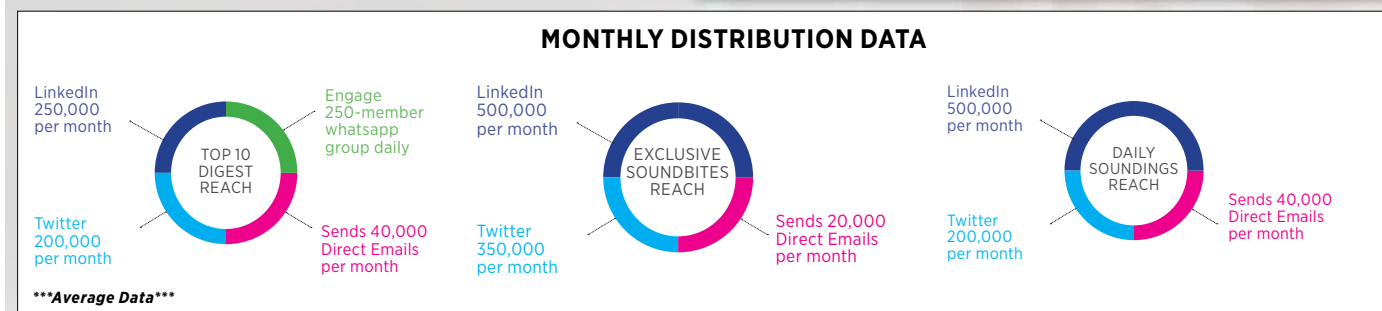 MONTHLY DISTRIBUTION DATA
LinkedIn
250,000
per month
Engage
250-member
whatsapp
group daily
TOP 10
DIGEST
REACH
Twitter
200,000
per month
Sends 40,000
Direct Emails
per month
LinkedIn
500,000
per month
EXCLUSIVE
SOUNDBITES
REACH
Twitter
350,000
per month
Sends 20,000
Direct Emails
per month
LinkedIn
500,000
per month
DAILY
SOUNDINGS
REACH
Twitter
200,000
per month
Sends 40,000
Direct Emails
per month
***Average Data***